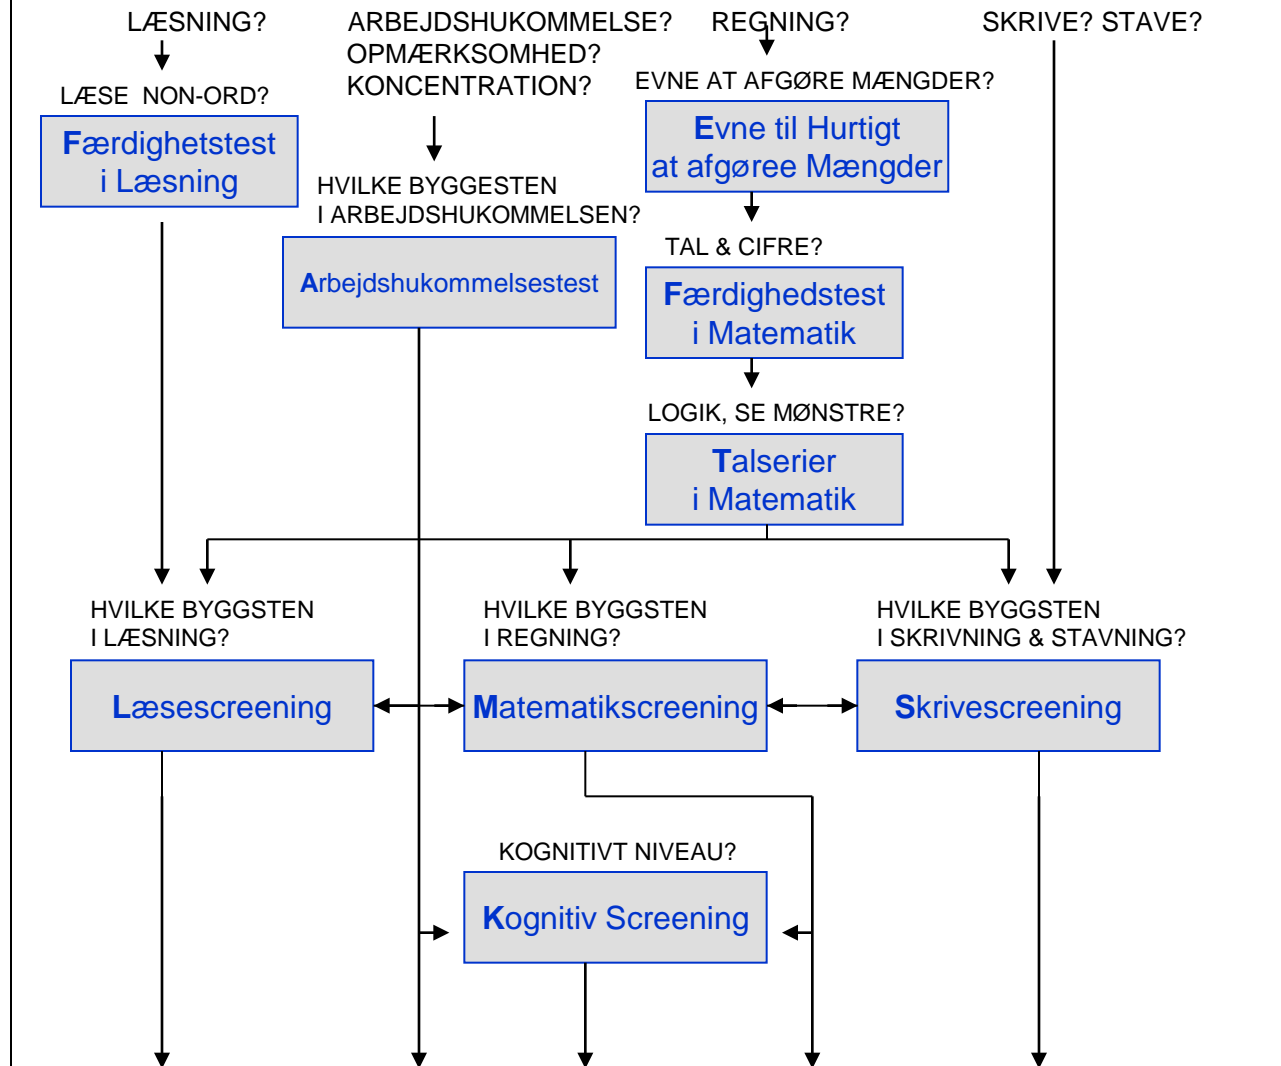 LÆSNING?
ARBEJDSHUKOMMELSE?
OPMÆRKSOMHED?
KONCENTRATION?
REGNING?
SKRIVE? STAVE?
LÆSE NON-ORD?
Færdighetstest
i Læsning
HVILKE BYGGESTEN
I ARBEJDSHUKOMMELSEN?
Arbejdshukommelsestest
EVNE AT AFGØRE MÆNGDER?
Evne til Hurtigt
at afgøree Mængder
TAL & CIFRE?
Færdighedstest
i Matematik
LOGIK, SE MØNSTRE?
Talserier
i Matematik
HVILKE BYGGSTEN
I LÆSNING?
Læsescreening
HVILKE BYGGSTEN
I REGNING?
Matematikscreening
HVILKE BYGGSTEN
I SKRIVNING & STAVNING?
Skrivescreening
KOGNITIVT NIVEAU?
Kognitiv Screening